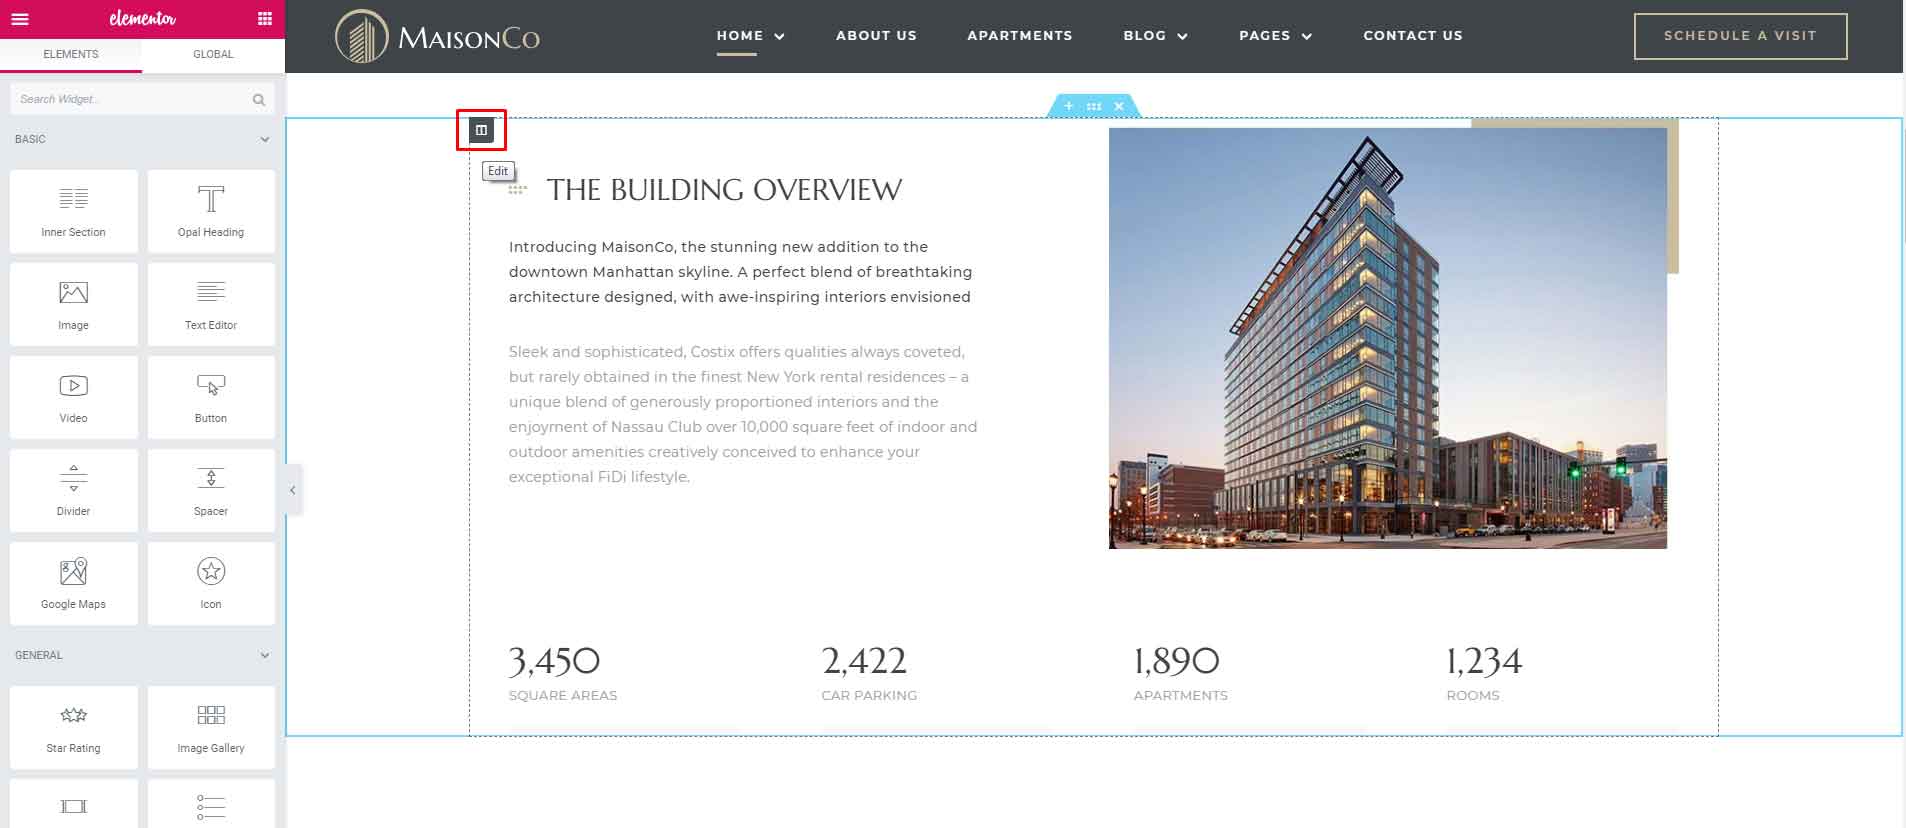 elementor
ELEMENTS
GLOBAL
Search Widget...
BASIC
Inner Section
Opal Heading
Image
Text Editor
Video
Button
Divider
Spacer
Google Maps
Icon
GENERAL
Star Rating
Image Gallery
MAISONCO
HOME
ABOUT US
APARTMENTS
BLOG
PAGES
CONTACT US
SCHEDULE A VISIT
Edit
THE BUILDING OVERVIEW
Introducing MaisonCo, the stunning new addition to the
downtown Manhattan skyline. A perfect blend of breathtaking
architecture designed, with awe-inspiring interiors envisioned
Sleek and sophisticated, Costix offers qualities always coveted,
but rarely obtained in the finest New York rental residences – a
unique blend of generously proportioned interiors and the
enjoyment of Nassau Club over 10,000 square feet of indoor and
outdoor amenities creatively conceived to enhance your
exceptional FiDi lifestyle.
3,450
SQUARE AREAS
2,422
CAR PARKING
1,890
APARTMENTS
1,234
ROOMS